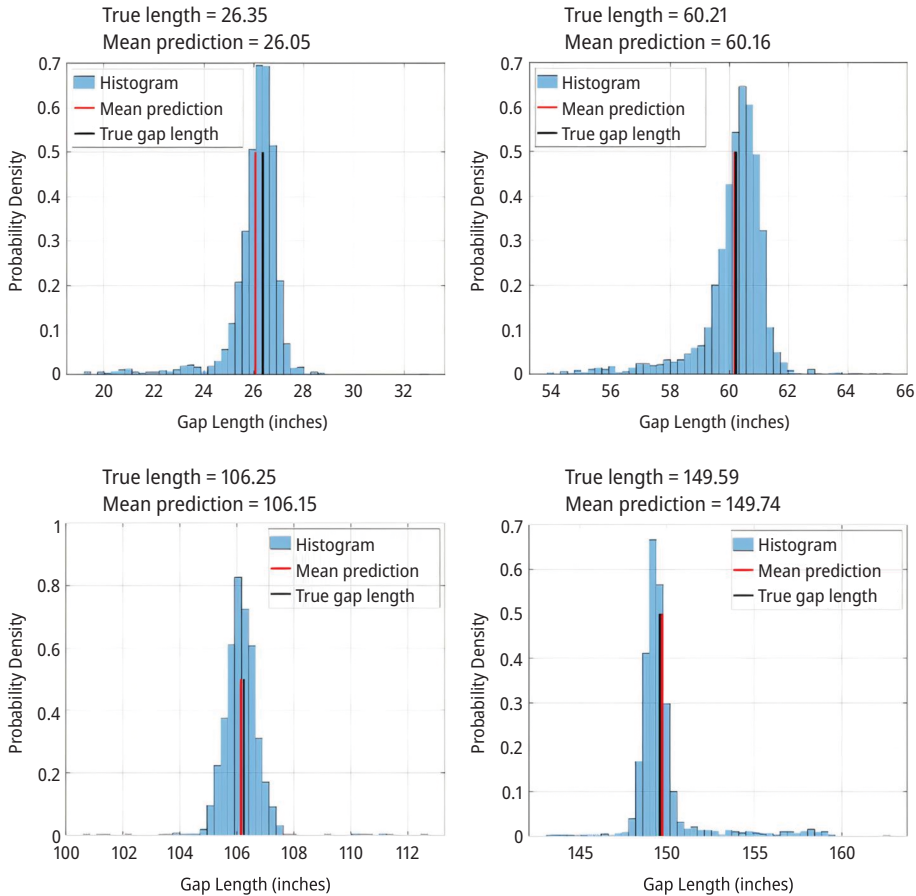 True length = 26.35
Mean prediction = 26.05
0.7
0.6
0.5
0.4
0.3
0.2
0.1
0
Probability Density
Histogram
Mean prediction
True gap length
20 22 24 26 28 30 32
Gap Length (inches)
True length = 60.21
Mean prediction = 60.16
0.7
0.6
0.5
0.4
0.3
0.2
0.1
0
Probability Density
Histogram
Mean prediction
True gap length
54 56 58 60 62 64 66
Gap Length (inches)
True length = 106.25
Mean prediction = 106.15
1
0.8
0.6
0.4
0.2
0
Probability Density
Histogram
Mean prediction
True gap length
100 102 104 106 108 110 112
Gap Length (inches)
True length = 149.59
Mean prediction = 149.74
0.7
0.6
0.5
0.4
0.3
0.2
0.1
0
Probability Density
Histogram
Mean prediction
True gap length
145 150 155 160
Gap Length (inches)